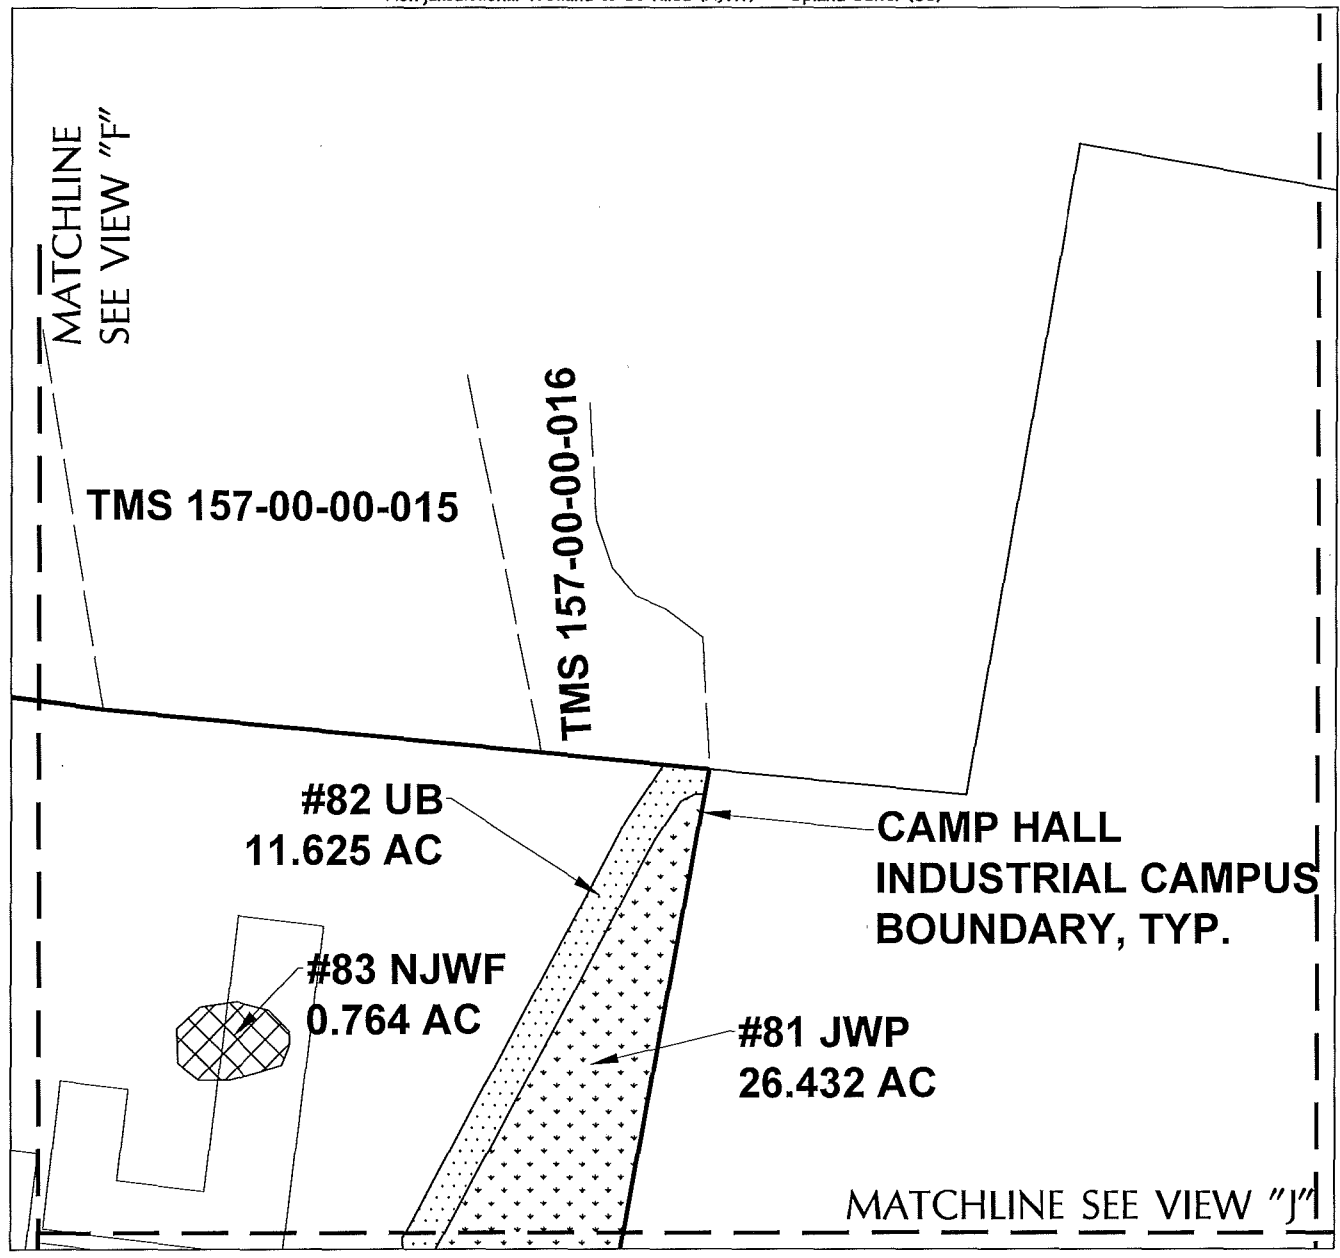 MATCHLINE
SEE VIEW "F"
TMS 157-00-00-015
TMS 157-00-00-016
#82 UB
11.625 AC
CAMP HALL
INDUSTRIAL CAMPUS
BOUNDARY, TYP.
#83 NJWF
0.764 AC
#81 JWP
26.432 AC
MATCHLINE SEE VIEW "J"